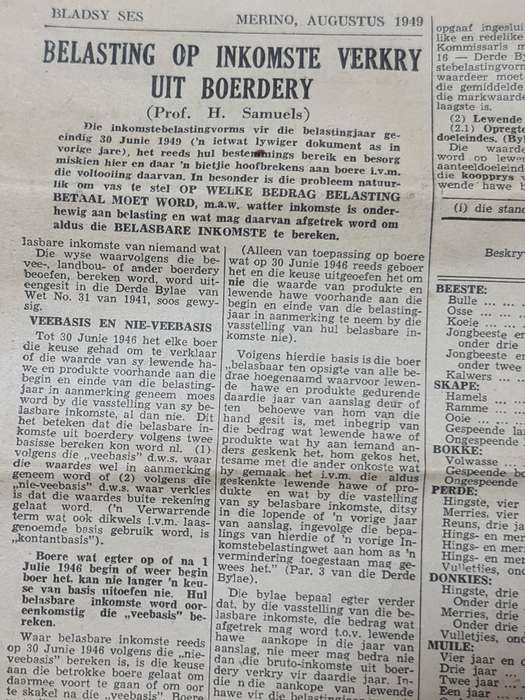 BLADSY SES
MERINO, AUGUSTUS 1949
BELASTING OP INKOMSTE VERKRY
UIT BOERDERY
(Prof. H. Samuels)
Die inkomstebelastingvorms vir die belastingjaar ge-
eindig 30 Junie 1949 ('n ietwat lywiger dokument as in
vorige jare), het reeds hul bestemmings bereik en besorg
miskien hier en daar 'n bietjie hoofbrekens aan boere i.v.m.
die voltooiing daarvan. In besonder is die probleem natuur-
lik om vas te stel OP WELKE BEDRAG BELASTING
BETAAL MOET WORD, m.a.w. watter inkomste is onder-
hewig aan belasting en wat mag daarvan afgetrek word om
aldus die BELASBARE INKOMSTE te bereken.
lasbare inkomste van niemand wat
Die wyse waarvolgens die be-
vee-, landbou- of ander boerdery
beoefen, bereken word, word uit-
eengesit in die Derde Bylae van
Wet No. 31 van 1941, soos gewy-
sig.
VEEBASIS EN NIE-VEEBASIS
Tot 30 Junie 1946 het elke boer
die keuse gehad om te verklaar
of die waarde van sy lewende ha-
we en produkte voorhande aan die
begin en einde van die belasting-
jaar in aanmerking geneem moes
word by die vasstelling van sy be-
lasbare inkomste, al dan nie. Dit
het beteken dat die belasbare in-
komste uit boerdery volgens twee
basisse bereken kon word nl. (1)
volgens die „veebasis" d.w.s. waar
die waardes wel in aanmerking
geneem word of (2) volgens die
„nie-veebasis" d.w.s. waar verkies
is dat die waardes buite rekening
gelaat word. ('n Verwarrende
term wat ook dikwels i.v.m. laas-
genoemde basis gebruik word, is
„kontantbasis").
Boere wat egter op of na 1
Julie 1946 begin of weer begin
boer het, kan nie langer 'n keu-
se van basis uitoefen nie. Hul
belasbare inkomste word oor-
eenkomstig die „veebasis" be-
reken.
Waar belasbare inkomste reeds
op 30 Junie 1946 volgens die „nie-
veebasis" bereken is, is die keuse
aan die betrokke boere gelaat om
daarmee voort te gaan of om oor
te skakel na die „veebasis". Boere
(Alleen van toepassing op boere
wat op 30 Junie 1946 reeds geboer
het en die keuse uitgeoefen het om
nie die waarde van produkte en
lewende hawe voorhande aan die
begin en einde van die belasting-
jaar in aanmerking te neem by die
vasstelling van hul belasbare in-
komste nie).
Volgens hierdie basis is die boer
„belasbaar ten opsigte van alle be-
drae hoegenaamd waarvoor lewen-
de hawe en produkte gedurende
daardie jaar van aanslag deur of
ten behoewe van hom van die
hand gesit is, met inbegrip van
die bedrag wat lewende hawe of
produkte wat hy aan iemand an-
ders geskenk het, hom gekos het,
tesame met die ander onkoste wat
hy gemaak het i.v.m. die aldus
geskenkte lewende hawe of pro-
dukte en wat by die vastelling
van sy belasbare inkomste, ditsy
in die lopende of 'n vorige jaar
van aanslag, ingevolge die bepa-
lings van hierdie of 'n vorige In-
komstebelastingwet aan hom as 'n
vermindering toegestaan mag ge-
wees het." (Par. 3 van die Derde
Bylae).
Die bylae bepaal egter verder
dat, by die vasstelling van die be-
lasbare inkomste, die bedrag wat
afgetrek mag word t.o.v. lewende
hawe aankope in die jaar van
aanslag, nie meer mag bedra nie
dan die bruto-inkomste uit boer-
dery verkry vir daardie jaar. In-
dien die aankope van lewende
hawe
opgaaf ingeslui
like en redelike
Kommissaris m
16 — Derde By
stebelastingvorm
waardeer moet
die gemiddelde
die markwaarde
laagste is.
(2) Lewende
(2.1) Opregte
doeleindes. (Byl
Die waarde
word op lewe
aanteeldoeleinde
die koopprys v
wende hawe h
(i) die stand
Beskry
BEESTE:
Bulle ...
Osse ...
Koeie ...
Jongbeeste en
onder drie
Jongbeeste en
onder twee
Kalwers ...
SKAPE:
Hamels ...
Ramme ...
Ooie ...
Gespeende lam
Ongespeende
BOKKE:
Volwasse ...
Gespeende bo
Ongespeende
PERDE:
Hingste, vier
Merries, vier
Reuns, drie ja
Hings- en mer
Hings- en mer
Hings- en mer
Vulletjies, ond
DONKIES:
Hingste, drie
Onder drie
Merries, drie
Onder drie
Vulletjies, ond
MUILE:
Vier jaar en o
Drie jaar ...
Twee jaar ...
Een jaar ...